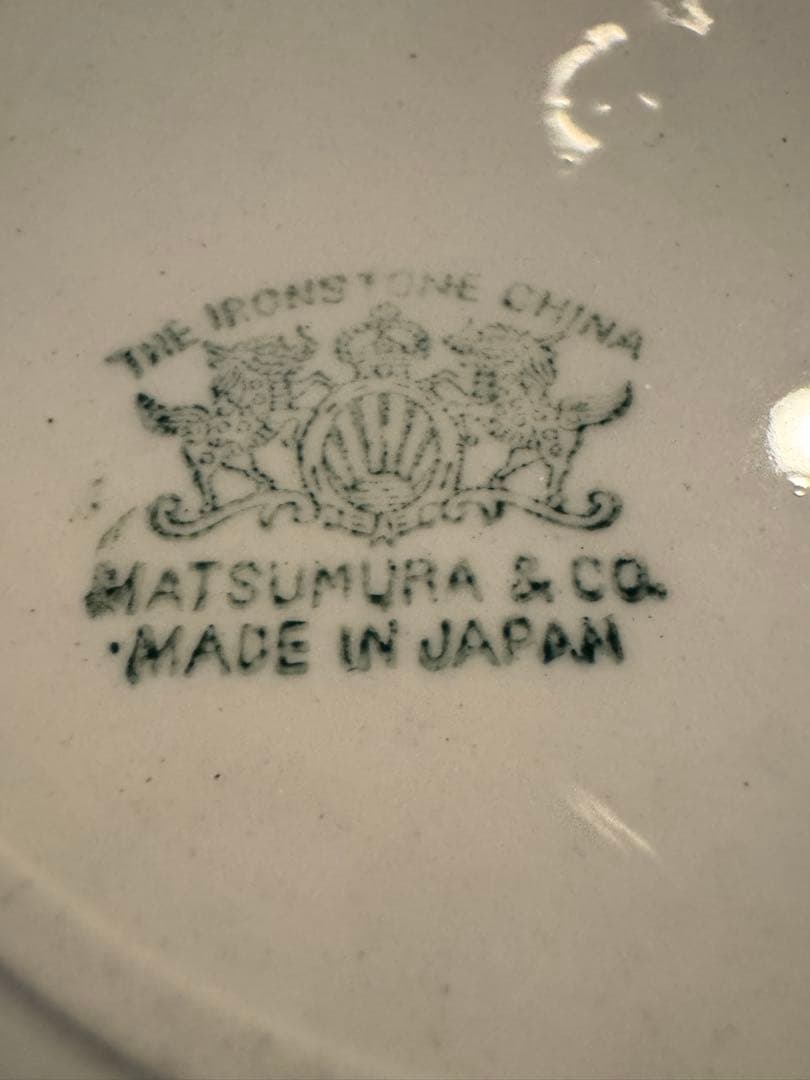 THE IRONSTONE CHINA
MATSUMURA & CO.
MADE IN JAPAN